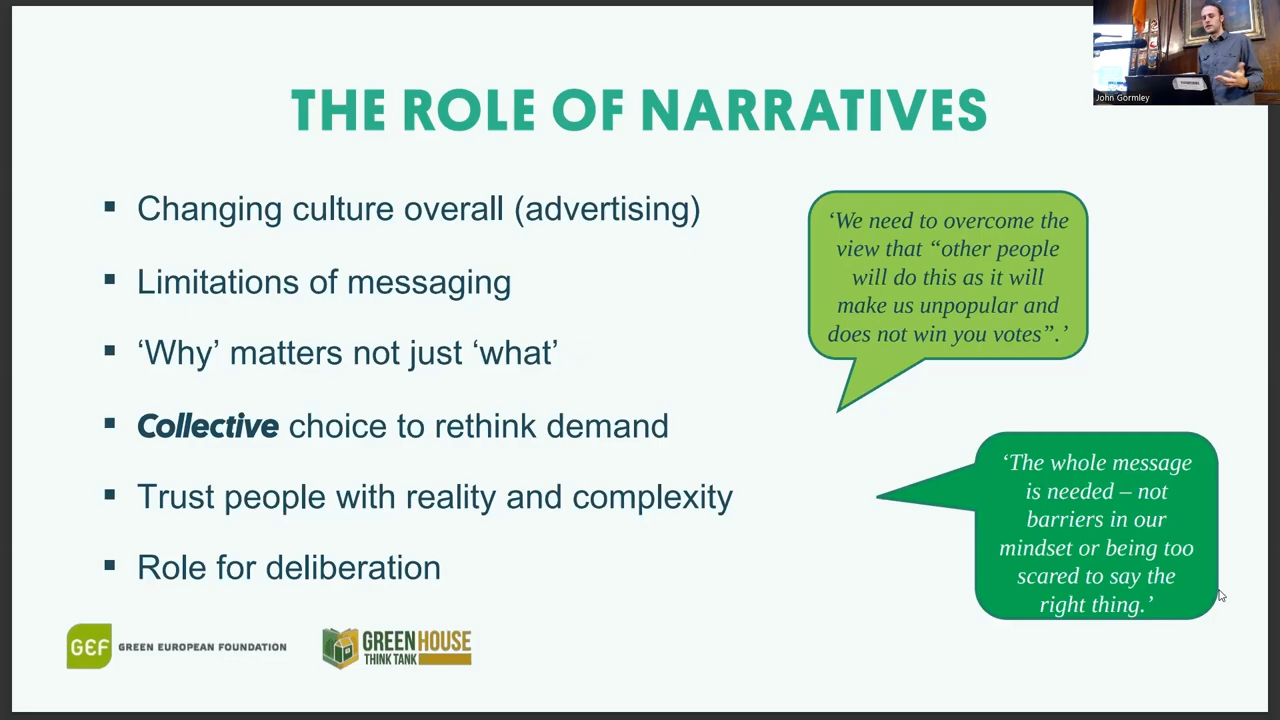 John Gormley
THE ROLE OF NARRATIVES
▪ Changing culture overall (advertising)
▪ Limitations of messaging
▪ ‘Why’ matters not just ‘what’
▪ Collective choice to rethink demand
▪ Trust people with reality and complexity
▪ Role for deliberation
‘We need to overcome the
view that “other people
will do this as it will
make us unpopular and
does not win you votes”.’
‘The whole message
is needed – not
barriers in our
mindset or being too
scared to say the
right thing.’
GEF GREEN EUROPEAN FOUNDATION
GREEN HOUSE
THINK TANK